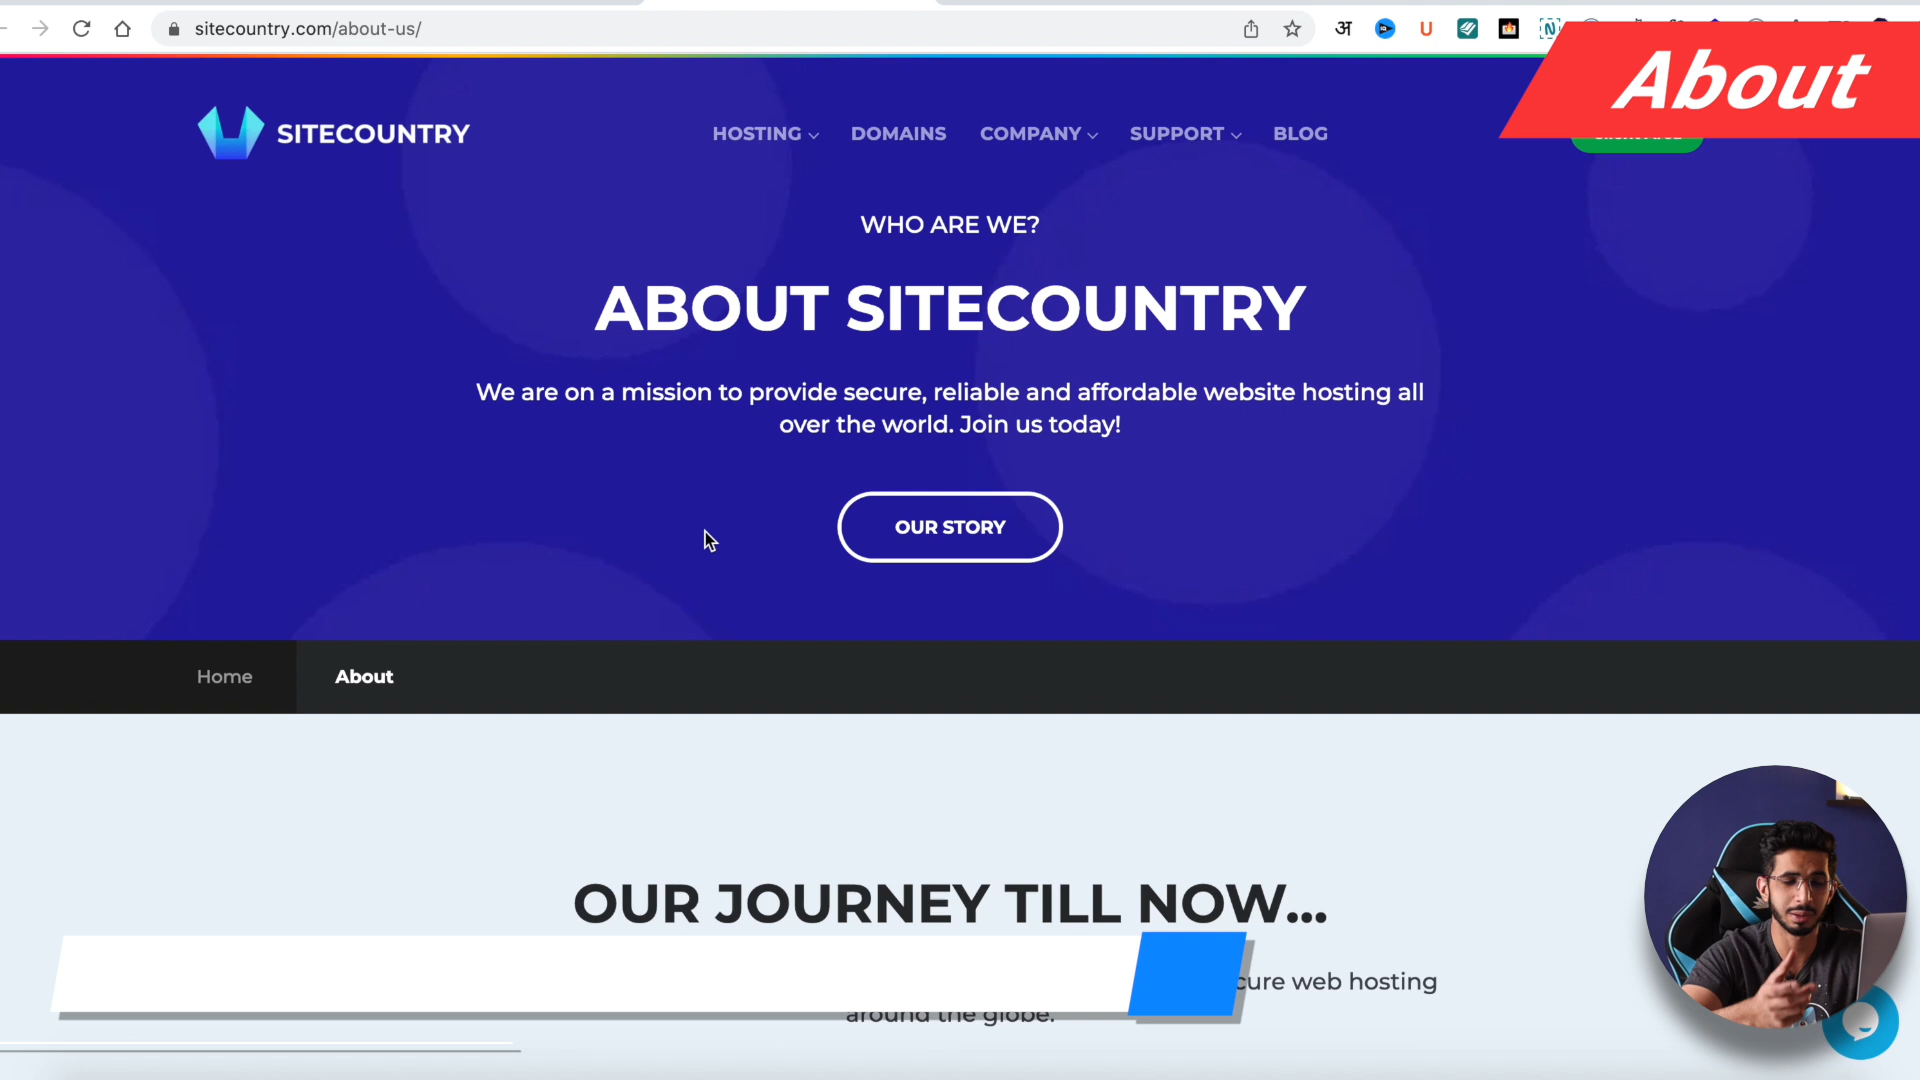 sitecountry.com/about-us/
अ
U
N
About
SITECOUNTRY
HOSTING
DOMAINS
COMPANY
SUPPORT
BLOG
WHO ARE WE?
ABOUT SITECOUNTRY
We are on a mission to provide secure, reliable and affordable website hosting all
over the world. Join us today!
OUR STORY
Home
About
OUR JOURNEY TILL NOW...
web hosting
around the globe.